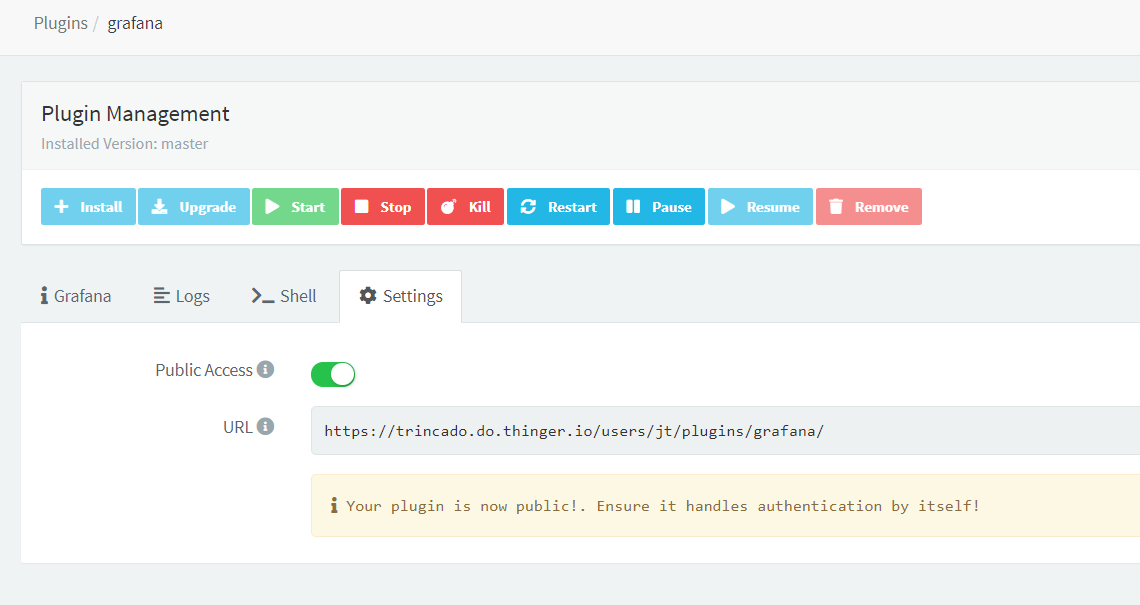 Plugins / grafana
Plugin Management
Installed Version: master
Install Upgrade Start Stop Kill Restart Pause Resume Remove
Grafana Logs Shell Settings
Public Access
URL
https://trincado.do.thinger.io/users/jt/plugins/grafana/
Your plugin is now public!. Ensure it handles authentication by itself!